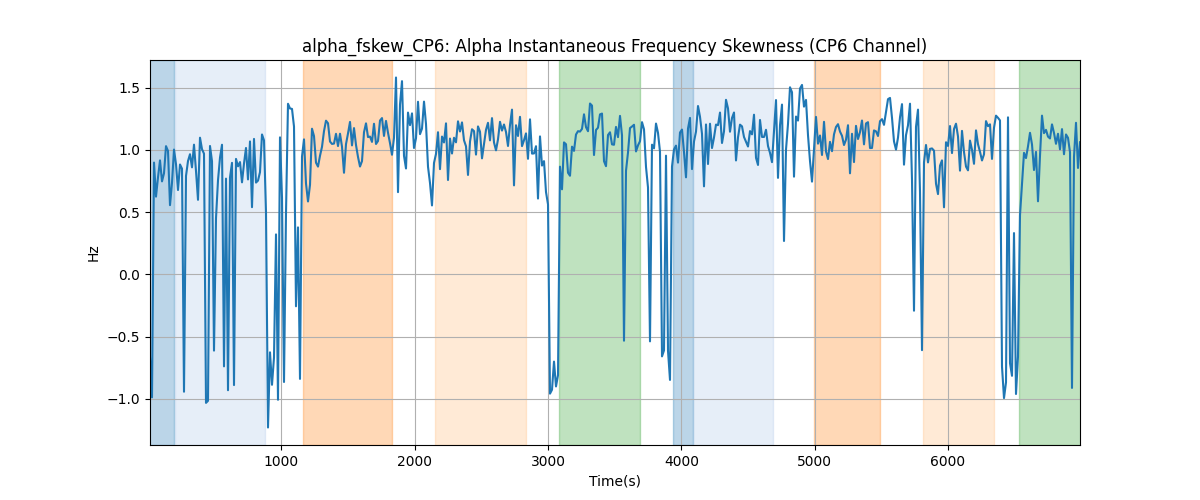 alpha_fskew_CP6: Alpha Instantaneous Frequency Skewness (CP6 Channel)
1.5
1.0
0.5
0.0
−0.5
−1.0
Hz
1000 2000 3000 4000 5000 6000
Time(s)